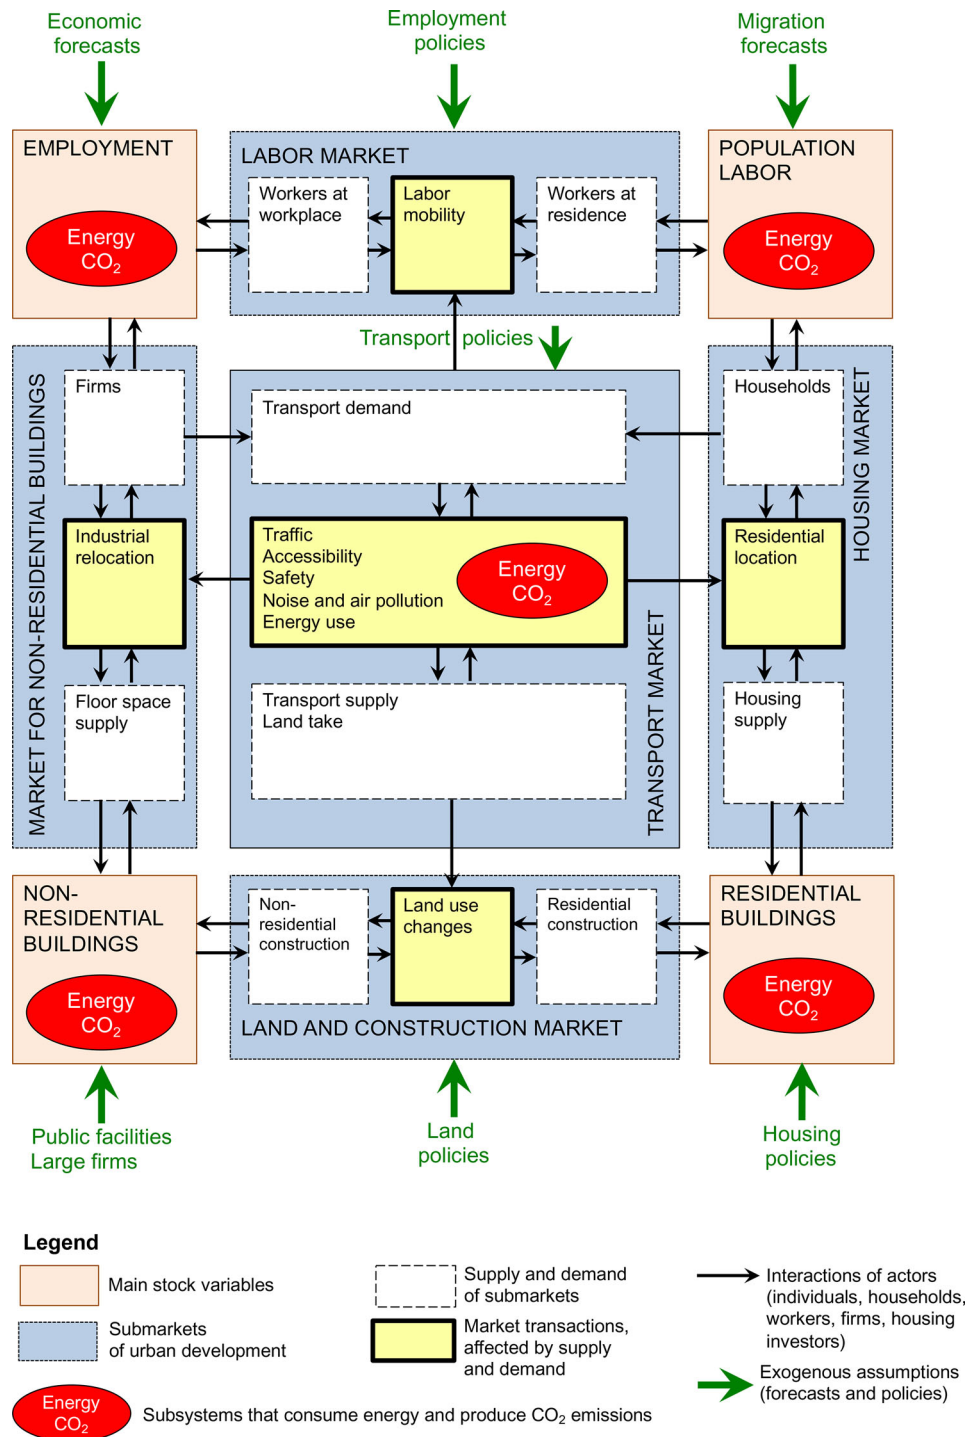 Economic
forecasts
Employment
policies
Migration
forecasts
EMPLOYMENT
Energy
CO₂
LABOR MARKET
Workers at
workplace
Labor
mobility
Workers at
residence
POPULATION
LABOR
Energy
CO₂
Transport policies
MARKET FOR NON-RESIDENTIAL BUILDINGS
Firms
Industrial
relocation
Floor space
supply
Transport demand
Traffic
Accessibility
Safety
Noise and air pollution
Energy use
Energy
CO₂
Transport supply
Land take
TRANSPORT MARKET
Households
Residential
location
Housing
supply
HOUSING MARKET
NON-
RESIDENTIAL
BUILDINGS
Energy
CO₂
Non-
residential
construction
Land use
changes
Residential
construction
LAND AND CONSTRUCTION MARKET
RESIDENTIAL
BUILDINGS
Energy
CO₂
Public facilities
Large firms
Land
policies
Housing
policies
Legend
Main stock variables
Submarkets
of urban development
Energy
CO₂
Subsystems that consume energy and produce CO₂ emissions
Supply and demand
of submarkets
Market transactions,
affected by supply
and demand
Interactions of actors
(individuals, households,
workers, firms, housing
investors)
Exogenous assumptions
(forecasts and policies)